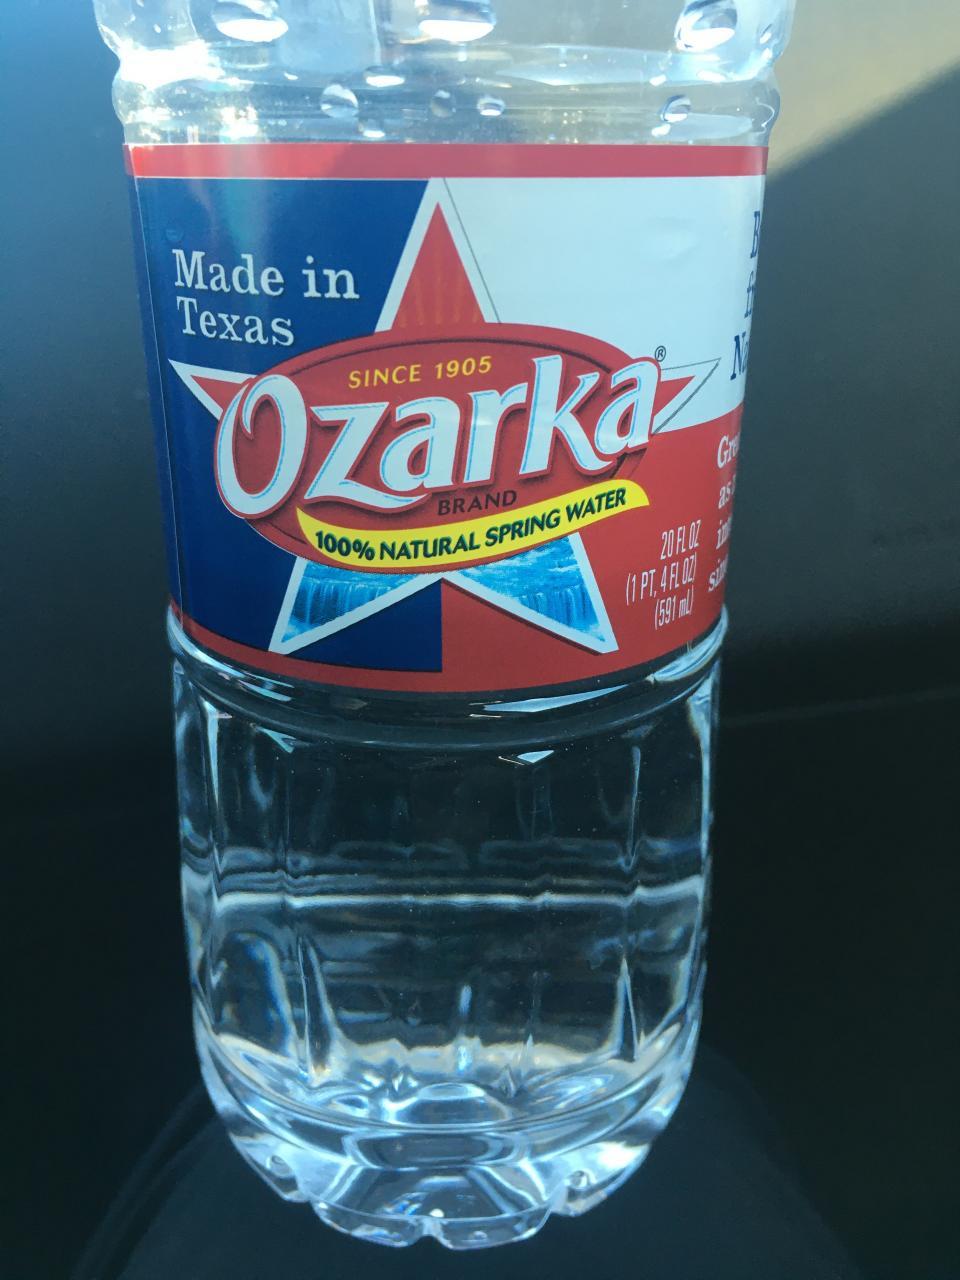 Made in
Texas
SINCE 1905
Ozarka®
BRAND
100% NATURAL SPRING WATER
20 FL OZ
(1 PT, 4 FL OZ)
(591 mL)